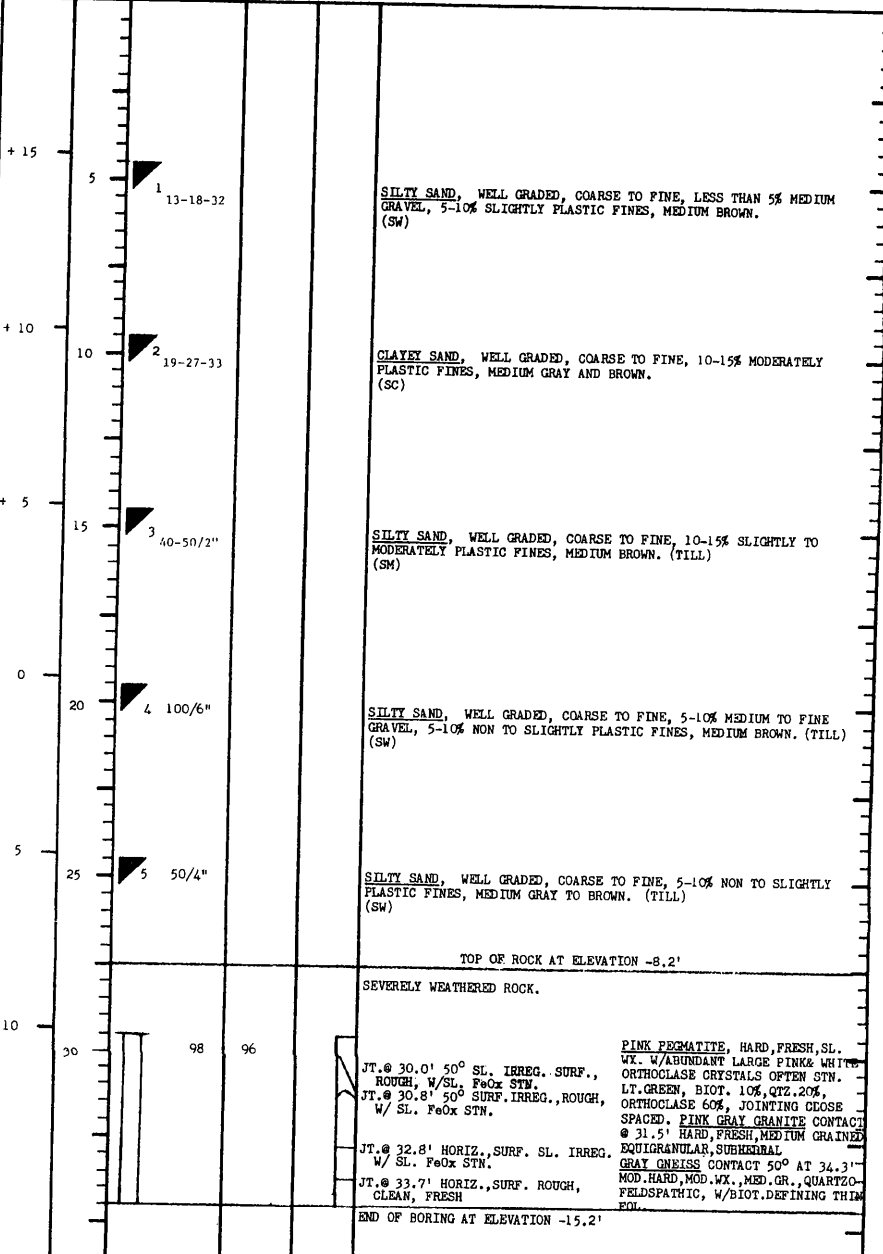 + 15
5
1
13-18-32
SILTY SAND, WELL GRADED, COARSE TO FINE, LESS THAN 5% MEDIUM
GRAVEL, 5-10% SLIGHTLY PLASTIC FINES, MEDIUM BROWN.
(SW)
+ 10
10
2
19-27-33
CLAYEY SAND, WELL GRADED, COARSE TO FINE, 10-15% MODERATELY
PLASTIC FINES, MEDIUM GRAY AND BROWN.
(SC)
+ 5
15
3
40-50/2"
SILTY SAND, WELL GRADED, COARSE TO FINE, 10-15% SLIGHTLY TO
MODERATELY PLASTIC FINES, MEDIUM BROWN. (TILL)
(SM)
0
20
4 100/6"
SILTY SAND, WELL GRADED, COARSE TO FINE, 5-10% MEDIUM TO FINE
GRAVEL, 5-10% NON TO SLIGHTLY PLASTIC FINES, MEDIUM BROWN. (TILL)
(SW)
5
25
5 50/4"
SILTY SAND, WELL GRADED, COARSE TO FINE, 5-10% NON TO SLIGHTLY
PLASTIC FINES, MEDIUM GRAY TO BROWN. (TILL)
(SW)
TOP OF ROCK AT ELEVATION -8.2'
SEVERELY WEATHERED ROCK.
10
30
98 96
JT.@ 30.0' 50° SL. IRREG. SURF.,
ROUGH, W/SL. FeOx STN.
JT.@ 30.8' 50° SURF.IRREG.,ROUGH,
W/ SL. FeOx STN.
JT.@ 32.8' HORIZ.,SURF. SL. IRREG.
W/ SL. FeOx STN.
JT.@ 33.7' HORIZ.,SURF. ROUGH,
CLEAN, FRESH
PINK PEGMATITE, HARD,FRESH,SL.
WX. W/ABUNDANT LARGE PINK& WHITE
ORTHOCLASE CRYSTALS OFTEN STN.
LT.GREEN, BIOT. 10%,QTZ.20%,
ORTHOCLASE 60%, JOINTING CLOSE
SPACED. PINK GRAY GRANITE CONTACT
@ 31.5' HARD,FRESH,MEDIUM GRAINED
EQUIGRANULAR,SUBHEDRAL
GRAY GNEISS CONTACT 50° AT 34.3'
MOD.HARD,MOD.WX.,MED.GR.,QUARTZO-
FELDSPATHIC, W/BIOT.DEFINING THIN
FOL.
END OF BORING AT ELEVATION -15.2'